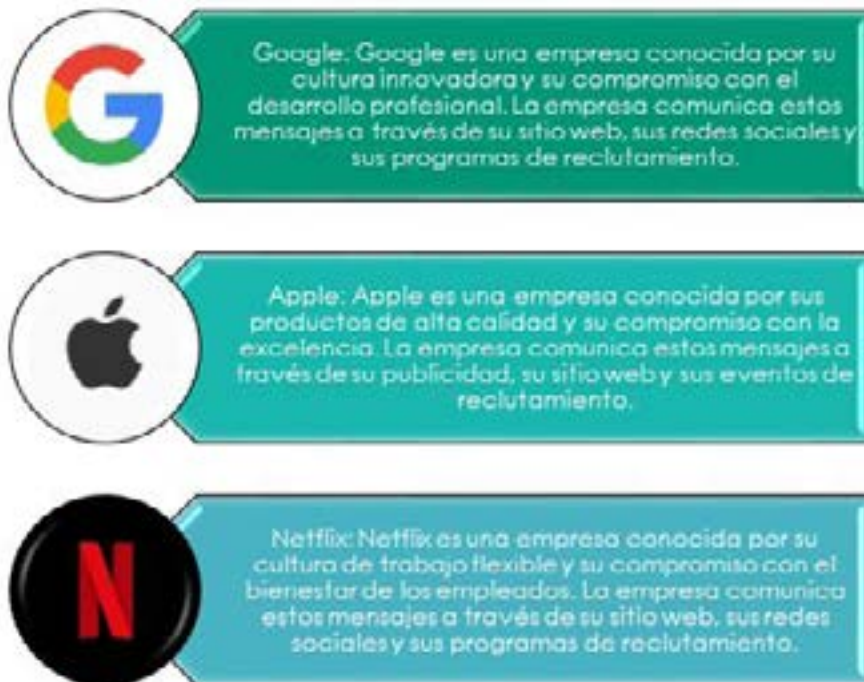 Google: Google es una empresa conocida por su
cultura innovadora y su compromiso con el
desarrollo profesional. La empresa comunica estos
mensajes a través de su sitio web, sus redes sociales y
sus programas de reclutamiento.
Apple: Apple es una empresa conocida por sus
productos de alta calidad y su compromiso con la
excelencia. La empresa comunica estos mensajes a
través de su publicidad, su sitio web y sus eventos de
reclutamiento.
N
Netflix: Netflix es una empresa conocida por su
cultura de trabajo flexible y su compromiso con el
bienestar de los empleados. La empresa comunica
estos mensajes a través de su sitio web, sus redes
sociales y sus programas de reclutamiento.